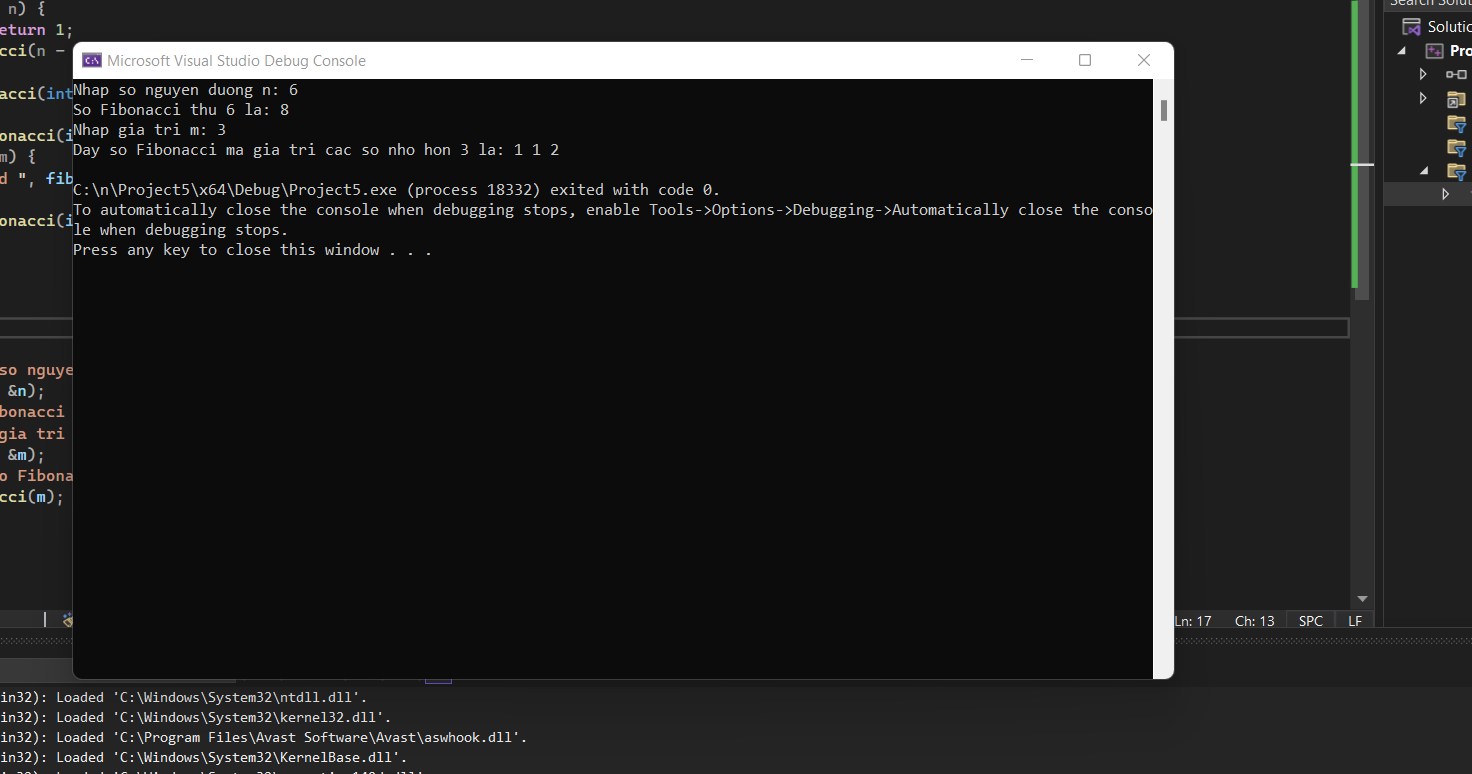 n) {
eturn 1;
cci(n -
acci(int
onacci(i
m) {
d ", fib
onacci(i
so nguye
&n);
bonacci
gia tri
&m);
o Fibona
cci(m);
Microsoft Visual Studio Debug Console
Nhap so nguyen duong n: 6
So Fibonacci thu 6 la: 8
Nhap gia tri m: 3
Day so Fibonacci ma gia tri cac so nho hon 3 la: 1 1 2
C:\n\Project5\x64\Debug\Project5.exe (process 18332) exited with code 0.
To automatically close the console when debugging stops, enable Tools->Options->Debugging->Automatically close the conso
le when debugging stops.
Press any key to close this window . . .
Search Solut
Solutio
Pro
Ln: 17 Ch: 13 SPC LF
in32): Loaded 'C:\Windows\System32\ntdll.dll'.
in32): Loaded 'C:\Windows\System32\kernel32.dll'.
in32): Loaded 'C:\Program Files\Avast Software\Avast\aswhook.dll'.
in32): Loaded 'C:\Windows\System32\KernelBase.dll'.